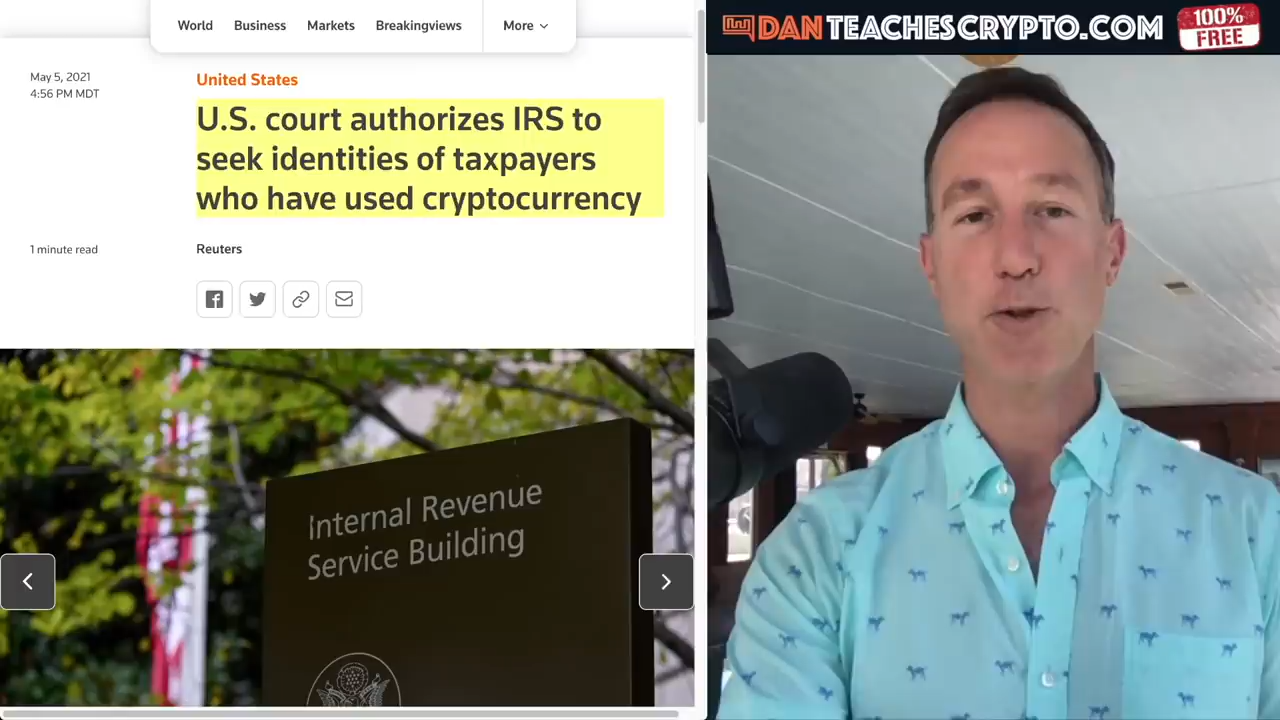 World Business Markets Breakingviews More
May 5, 2021
4:56 PM MDT
United States
U.S. court authorizes IRS to
seek identities of taxpayers
who have used cryptocurrency
1 minute read
Reuters
Internal Revenue
Service Building
DANTEACHESCRYPTO.COM
100%
FREE